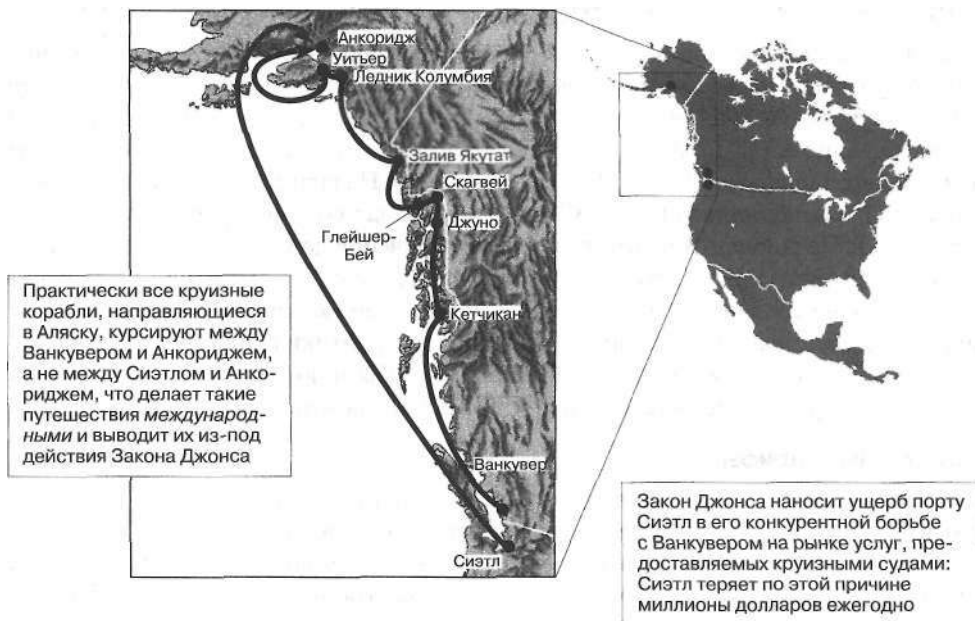 Анкоридж
Уитьер
Ледник Колумбия
Залив Якутат
Скагвей
Джуно
Глейшер-
Бей
Кетчикан
Ванкувер
Сиэтл
Практически все круизные
корабли, направляющиеся
в Аляску, курсируют между
Ванкувером и Анкориджем,
а не между Сиэтлом и Анко-
риджем, что делает такие
путешествия международ-
ными и выводит их из-под
действия Закона Джонса
Закон Джонса наносит ущерб порту
Сиэтл в его конкурентной борьбе
с Ванкувером на рынке услуг, пре-
доставляемых круизными судами:
Сиэтл теряет по этой причине
миллионы долларов ежегодно